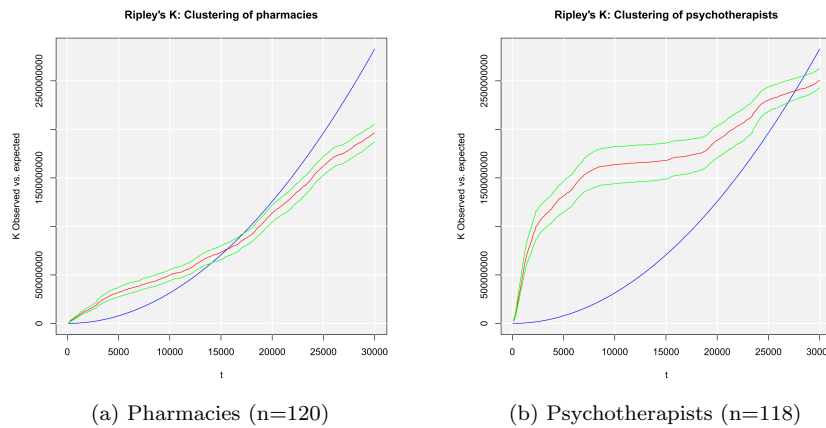 Ripley's K: Clustering of pharmacies
K Observed vs. expected
2500000000
1500000000
500000000
0
0 5000 10000 15000 20000 25000 30000
t
(a) Pharmacies (n=120)
Ripley's K: Clustering of psychotherapists
K Observed vs. expected
2500000000
1500000000
500000000
0
0 5000 10000 15000 20000 25000 30000
t
(b) Psychotherapists (n=118)